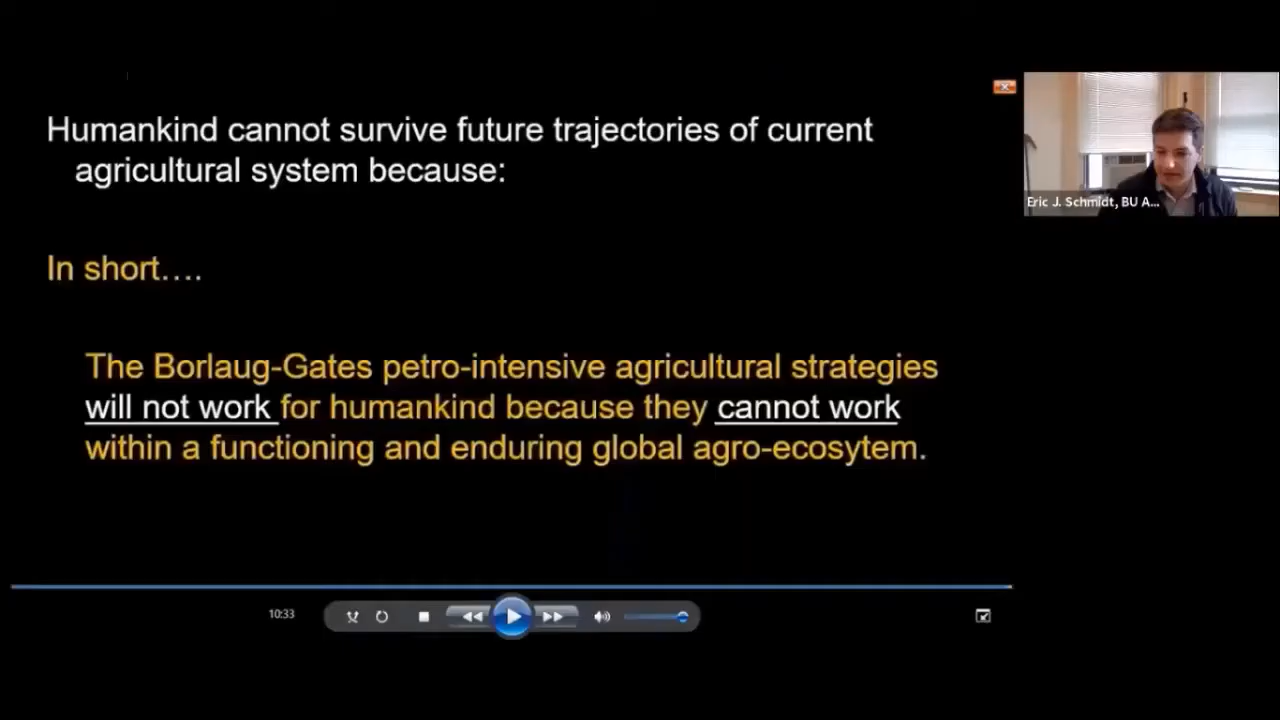 Humankind cannot survive future trajectories of current
agricultural system because:
Eric J. Schmidt, BU A...
In short....
The Borlaug-Gates petro-intensive agricultural strategies
will not work for humankind because they cannot work
within a functioning and enduring global agro-ecosytem.
10:33